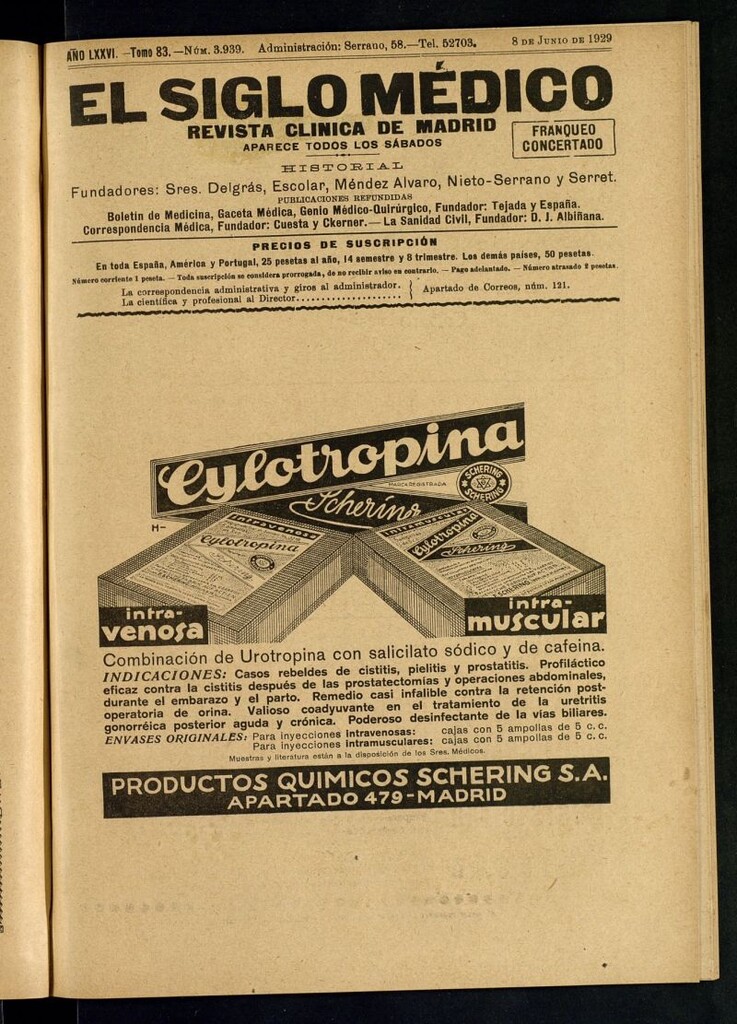 AÑO LXXVI. —Tomo 83.—NÚM. 3.939. Administración: Serrano, 58.—Tel. 52703. 8 DE JUNIO DE 1929
EL SIGLO MÉDICO
REVISTA CLINICA DE MADRID
APARECE TODOS LOS SÁBADOS
FRANQUEO
CONCERTADO
HISTORIAL
Fundadores: Sres. Delgrás, Escolar, Méndez Alvaro, Nieto-Serrano y Serret.
PUBLICACIONES REFUNDIDAS
Boletín de Medicina, Gaceta Médica, Genio Médico-Quirúrgico, Fundador: Tejada y España.
Correspondencia Médica, Fundador: Cuesta y Ckerner.—La Sanidad Civil, Fundador: D. J. Albiñana.
PRECIOS DE SUSCRIPCIÓN
En toda España, América y Portugal, 25 pesetas al año, 14 semestre y 8 trimestre. Los demás países, 50 pesetas.
Número corriente 1 peseta. — Toda suscripción se considera prorrogada, de no recibir aviso en contrario. — Pago adelantado. — Número atrasado 2 pesetas
La correspondencia administrativa y giros al administrador. } Apartado de Correos, núm. 121.
La científica y profesional al Director....................
Cylotropina
MARCA REGISTRADA
SCHERING
SCHERING
Schering
H-
intravenosa
Cylotropina
intramuscular
Cylotropina
Schering
intra-
venosa
intra-
muscular
Combinación de Urotropina con salicilato sódico y de cafeina.
INDICACIONES: Casos rebeldes de cistitis, pielitis y prostatitis. Profiláctico
eficaz contra la cistitis después de las prostatectomías y operaciones abdominales,
durante el embarazo y el parto. Remedio casi infalible contra la retención post-
operatoria de orina. Valioso coadyuvante en el tratamiento de la uretritis
gonorréica posterior aguda y crónica. Poderoso desinfectante de la vías biliares.
ENVASES ORIGINALES: Para inyecciones intravenosas: cajas con 5 ampollas de 5 c. c.
Para inyecciones intramusculares: cajas con 5 ampollas de 5 c. c.
Muestras y literatura están a la disposición de los Sres. Médicos.
PRODUCTOS QUIMICOS SCHERING S.A.
APARTADO 479-MADRID